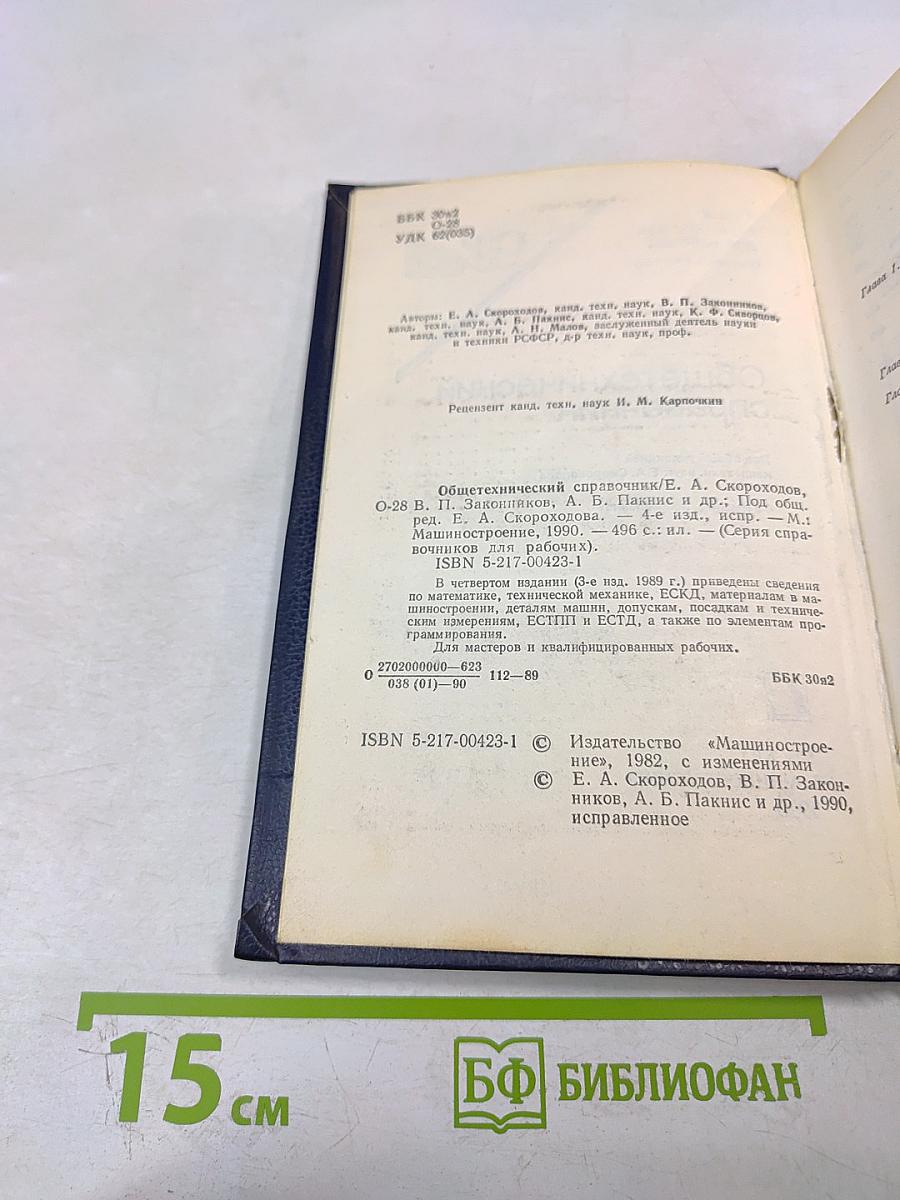 ББК 30я2
О-28
УДК 62(035)
Авторы: Е. А. Скороходов, канд. техн. наук, В. П. Законников,
канд. техн. наук, А. Б. Пакнис, канд. техн. наук, К. Ф. Скворцов,
канд. техн. наук, А. Н. Малов, заслуженный деятель науки
и техники РСФСР, д-р техн. наук, проф.
Рецензент канд. техн. наук И. М. Карпочкин
Общетехнический справочник/Е. А. Скороходов,
О-28 В. П. Законников, А. Б. Пакнис и др.; Под общ.
ред. Е. А. Скороходова. — 4-е изд., испр. — М.:
Машиностроение, 1990. — 496 с.: ил. — (Серия спра-
вочников для рабочих).
ISBN 5-217-00423-1
В четвертом издании (3-е изд. 1989 г.) приведены сведения
по математике, технической механике, ЕСКД, материалам в ма-
шиностроении, деталям машин, допускам, посадкам и техниче-
ским измерениям, ЕСТПП и ЕСТД, а также по элементам про-
граммирования.
Для мастеров и квалифицированных рабочих.
О 2702000000—623
038 (01)—90 112—89
ББК 30я2
ISBN 5-217-00423-1 © Издательство «Машинострое-
ние», 1982, с изменениями
© Е. А. Скороходов, В. П. Закон-
ников, А. Б. Пакнис и др., 1990,
исправленное
Глава 1.
15 см
БФ БИБЛИОФАН